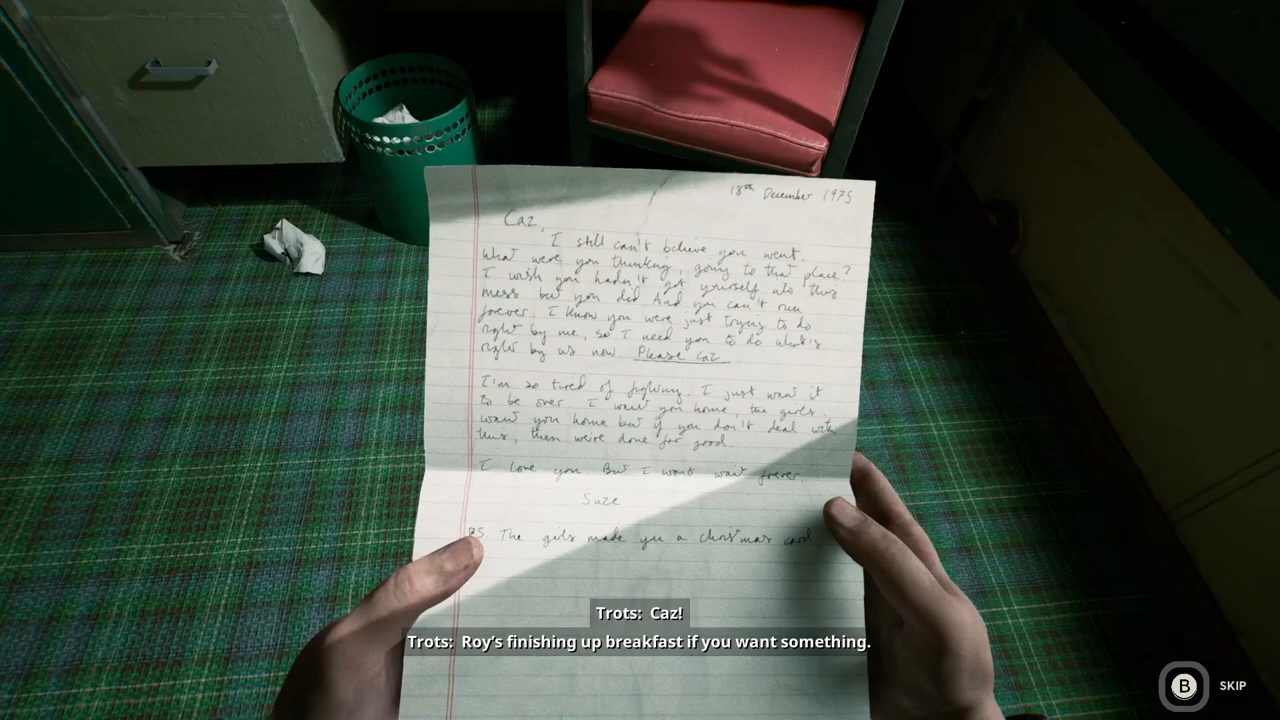 18th December 1975
Caz,
I still can't believe you went.
What were you thinking, going to that place?
I wish you hadn't got yourself into this
mess but you did. And you can't run
forever. I know you were just trying to do
right by me, so I need you to do what's
right by us now. Please Caz
I'm so tired of fighting. I just want it
to be over. I want you home, the girls
want you home but if you don't deal with
this, then we're done for good.
I love you. But I won't wait forever.
Suze
PS. The girls made you a christmas card.
Trots: Caz!
Trots: Roy's finishing up breakfast if you want something.
B SKIP